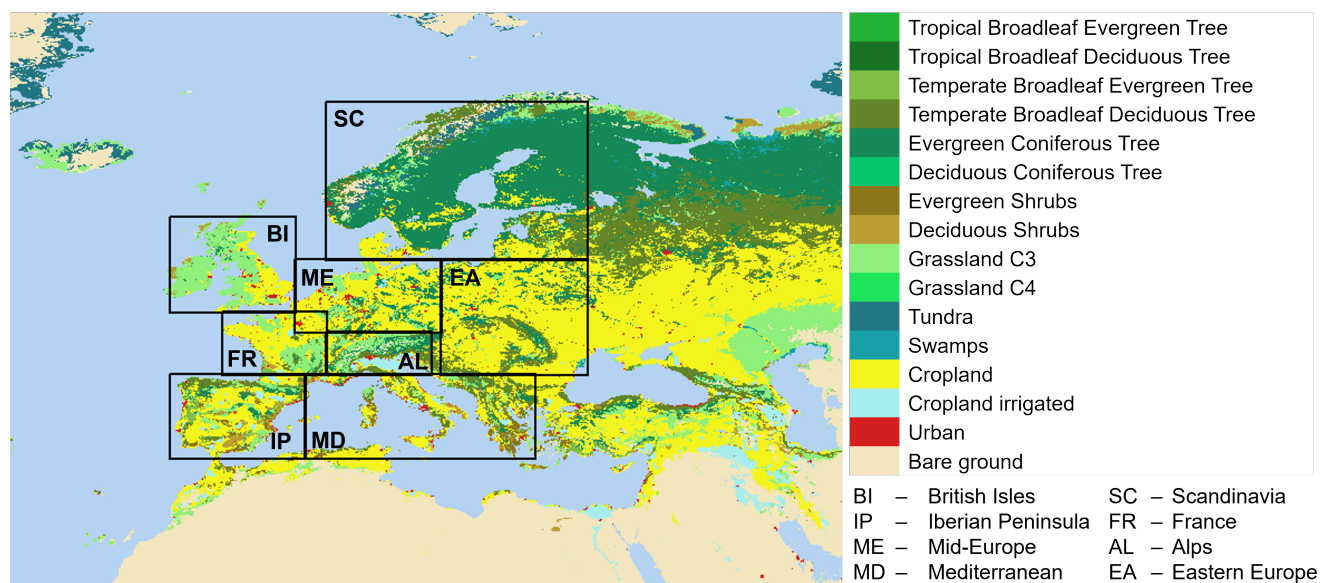 SC
BI
ME
EA
FR
AL
IP
MD
Tropical Broadleaf Evergreen Tree
Tropical Broadleaf Deciduous Tree
Temperate Broadleaf Evergreen Tree
Temperate Broadleaf Deciduous Tree
Evergreen Coniferous Tree
Deciduous Coniferous Tree
Evergreen Shrubs
Deciduous Shrubs
Grassland C3
Grassland C4
Tundra
Swamps
Cropland
Cropland irrigated
Urban
Bare ground
BI – British Isles SC – Scandinavia
IP – Iberian Peninsula FR – France
ME – Mid-Europe AL – Alps
MD – Mediterranean EA – Eastern Europe